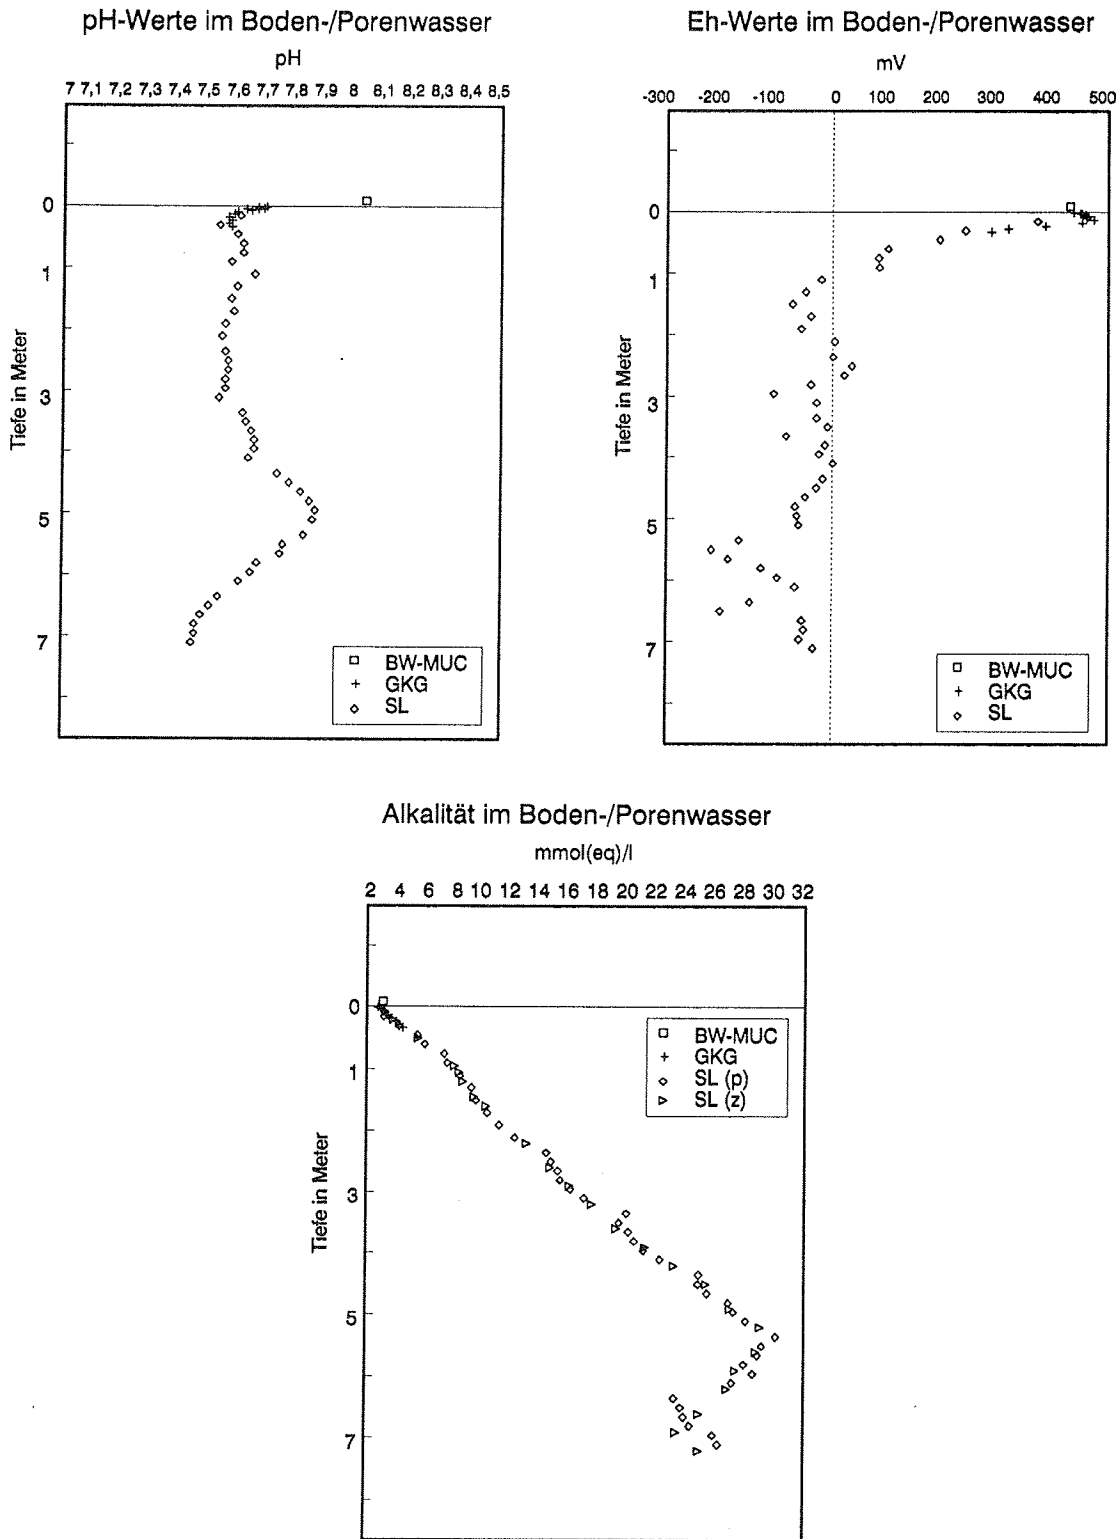 pH-Werte im Boden-/Porenwasser
pH
7 7,1 7,2 7,3 7,4 7,5 7,6 7,7 7,8 7,9 8 8,1 8,2 8,3 8,4 8,5
0
1
3
5
7
Tiefe in Meter
BW-MUC
GKG
SL
Eh-Werte im Boden-/Porenwasser
mV
-300 -200 -100 0 100 200 300 400 500
0
1
3
5
7
Tiefe in Meter
BW-MUC
GKG
SL
Alkalität im Boden-/Porenwasser
mmol(eq)/l
2 4 6 8 10 12 14 16 18 20 22 24 26 28 30 32
0
1
3
5
7
Tiefe in Meter
BW-MUC
GKG
SL (p)
SL (z)